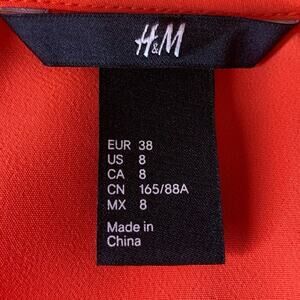 H&M
EUR 38
US 8
CA 8
CN 165/88A
MX 8
Made in
China